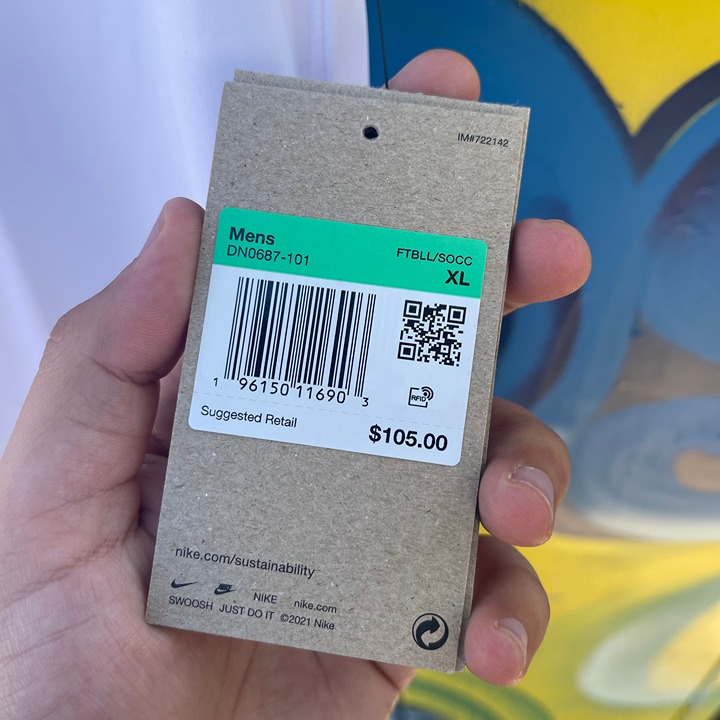 IM#722142
Mens
DN0687-101
FTBLL/SOCC
XL
1 96150 11690 3
RFID
Suggested Retail
$105.00
nike.com/sustainability
NIKE nike.com
SWOOSH JUST DO IT ©2021 Nike